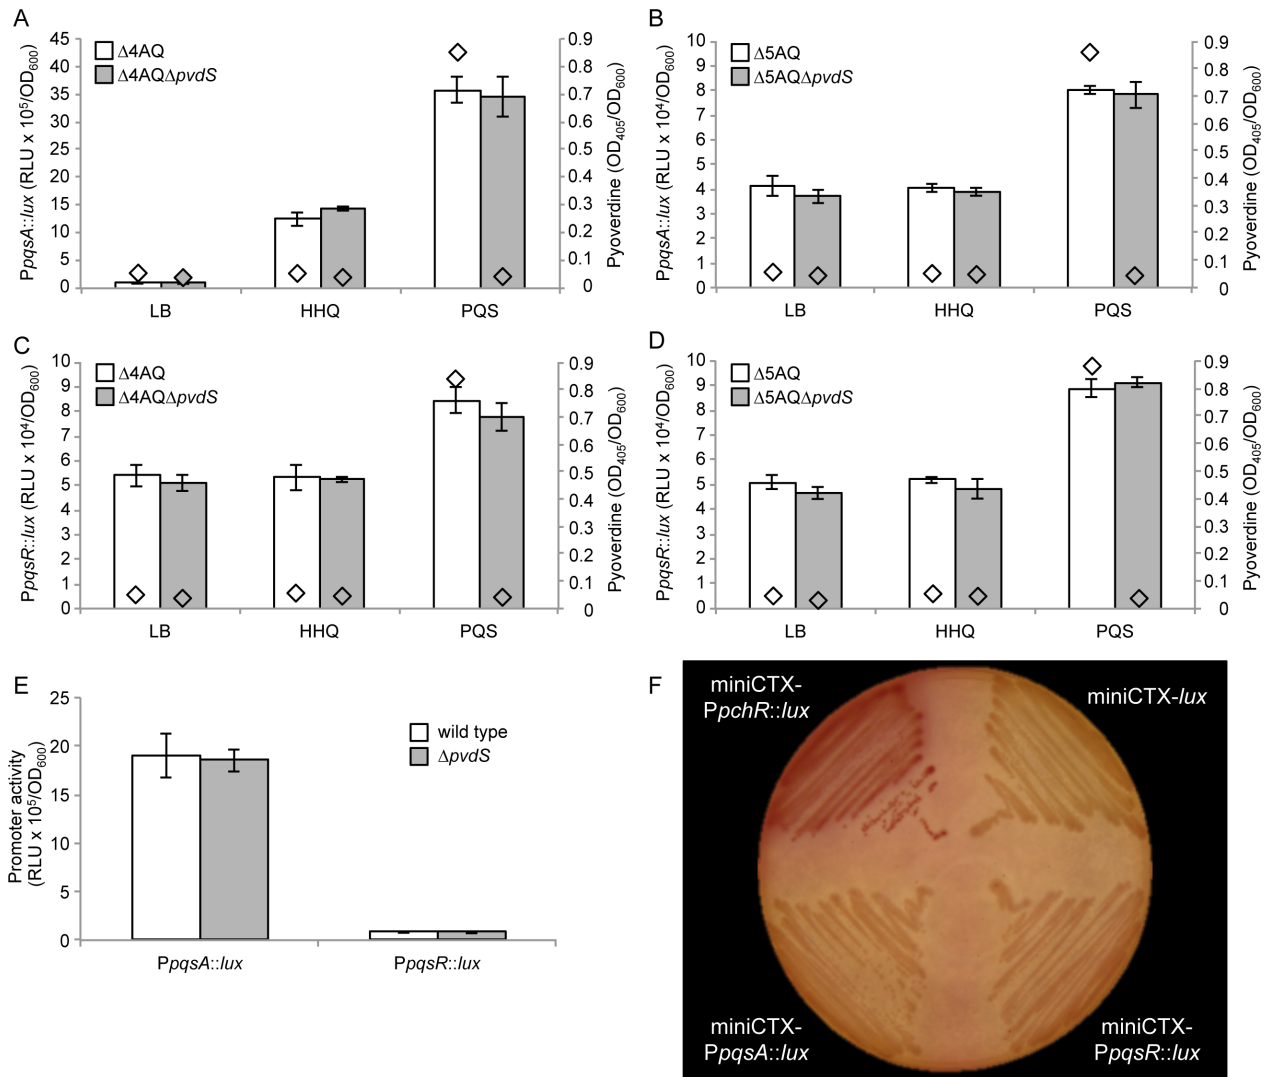 A
PpqsA::lux (RLU x 10⁵/OD₆₀₀)
45
40
35
30
25
20
15
10
5
0
Δ4AQ
Δ4AQΔpvdS
0.9
0.8
0.7
0.6
0.5
0.4
0.3
0.2
0.1
0
Pyoverdine (OD₄₀₅/OD₆₀₀)
LB HHQ PQS
B
PpqsA::lux (RLU x 10⁴/OD₆₀₀)
10
9
8
7
6
5
4
3
2
1
0
Δ5AQ
Δ5AQΔpvdS
0.9
0.8
0.7
0.6
0.5
0.4
0.3
0.2
0.1
0
Pyoverdine (OD₄₀₅/OD₆₀₀)
LB HHQ PQS
C
PpqsR::lux (RLU x 10⁴/OD₆₀₀)
10
9
8
7
6
5
4
3
2
1
0
Δ4AQ
Δ4AQΔpvdS
0.9
0.8
0.7
0.6
0.5
0.4
0.3
0.2
0.1
0
Pyoverdine (OD₄₀₅/OD₆₀₀)
LB HHQ PQS
D
PpqsR::lux (RLU x 10⁴/OD₆₀₀)
10
9
8
7
6
5
4
3
2
1
0
Δ5AQ
Δ5AQΔpvdS
0.9
0.8
0.7
0.6
0.5
0.4
0.3
0.2
0.1
0
Pyoverdine (OD₄₀₅/OD₆₀₀)
LB HHQ PQS
E
Promoter activity
(RLU x 10⁵/OD₆₀₀)
25
20
15
10
5
0
wild type
ΔpvdS
PpqsA::lux PpqsR::lux
F
miniCTX-
PpchR::lux
miniCTX-lux
miniCTX-
PpqsA::lux
miniCTX-
PpqsR::lux